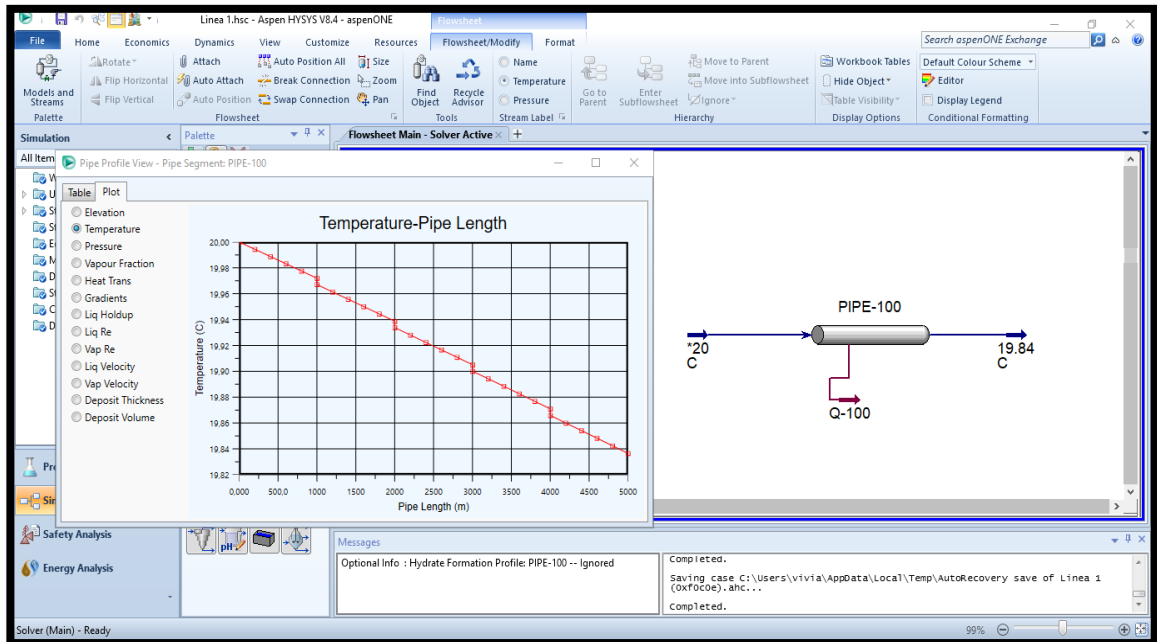 Linea 1.hsc - Aspen HYSYS V8.4 - aspenONE
Flowsheet
File Home Economics Dynamics View Customize Resources Flowsheet/Modify Format
Search aspenONE Exchange
Models and Streams
Palette
Rotate
Flip Horizontal
Flip Vertical
Attach
Auto Attach
Auto Position
Auto Position All
Break Connection
Swap Connection
Size
Zoom
Pan
Flowsheet
Find Object
Recycle Advisor
Tools
Name
Temperature
Pressure
Stream Label
Go to Parent
Enter Subflowsheet
Move to Parent
Move into Subflowsheet
Ignore
Hierarchy
Workbook Tables
Hide Object
Table Visibility
Display Options
Default Colour Scheme
Editor
Display Legend
Conditional Formatting
Simulation
Palette
Flowsheet Main - Solver Active
All Item
Pipe Profile View - Pipe Segment: PIPE-100
Table Plot
Elevation
Temperature
Pressure
Vapour Fraction
Heat Trans
Gradients
Liq Holdup
Liq Re
Vap Re
Liq Velocity
Vap Velocity
Deposit Thickness
Deposit Volume
Temperature-Pipe Length
Temperature (C)
20,00
19,98
19,96
19,94
19,92
19,90
19,88
19,86
19,84
19,82
0,000 500,0 1000 1500 2000 2500 3000 3500 4000 4500 5000
Pipe Length (m)
PIPE-100
*20
C
19.84
C
Q-100
Pr
Sir
Safety Analysis
Energy Analysis
pH
Messages
Optional Info : Hydrate Formation Profile: PIPE-100 -- Ignored
Completed.
Saving case C:\Users\vivia\AppData\Local\Temp\AutoRecovery save of Linea 1
(0xf0c0e).ahc...
Completed.
Solver (Main) - Ready
99%